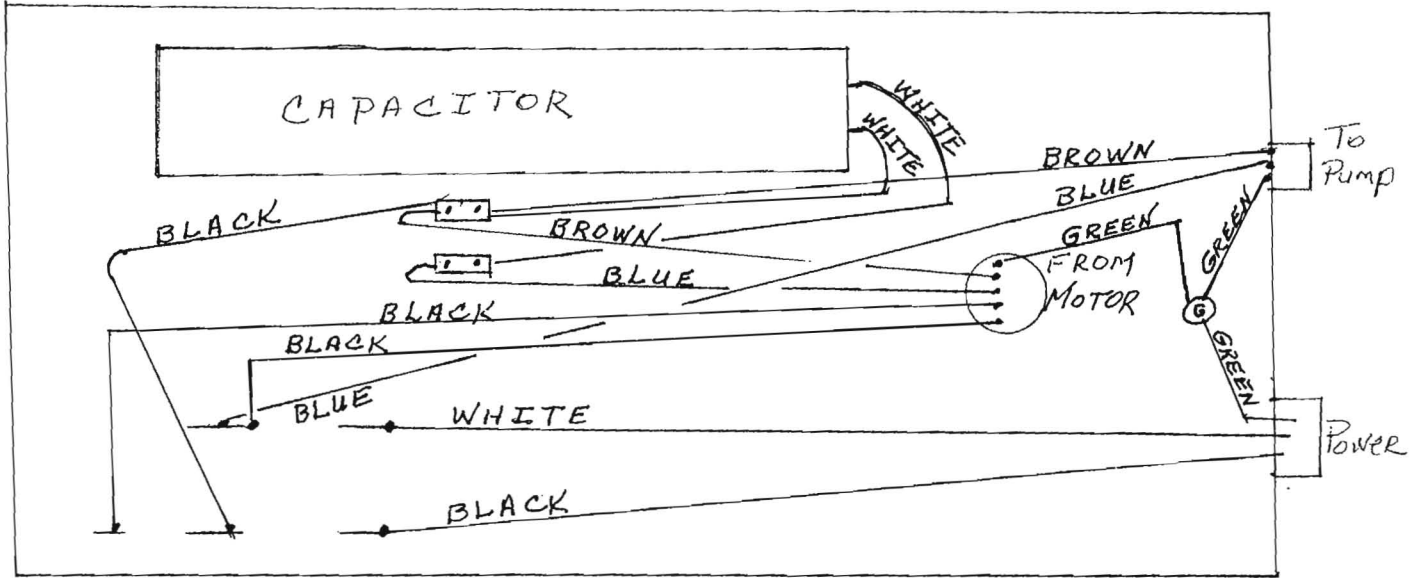 CAPACITOR
WHITE
WHITE
BROWN
To
Pump
BLUE
BLACK
BROWN
GREEN
GREEN
FROM
MOTOR
BLUE
BLACK
G
BLACK
GREEN
BLUE
WHITE
POWER
BLACK